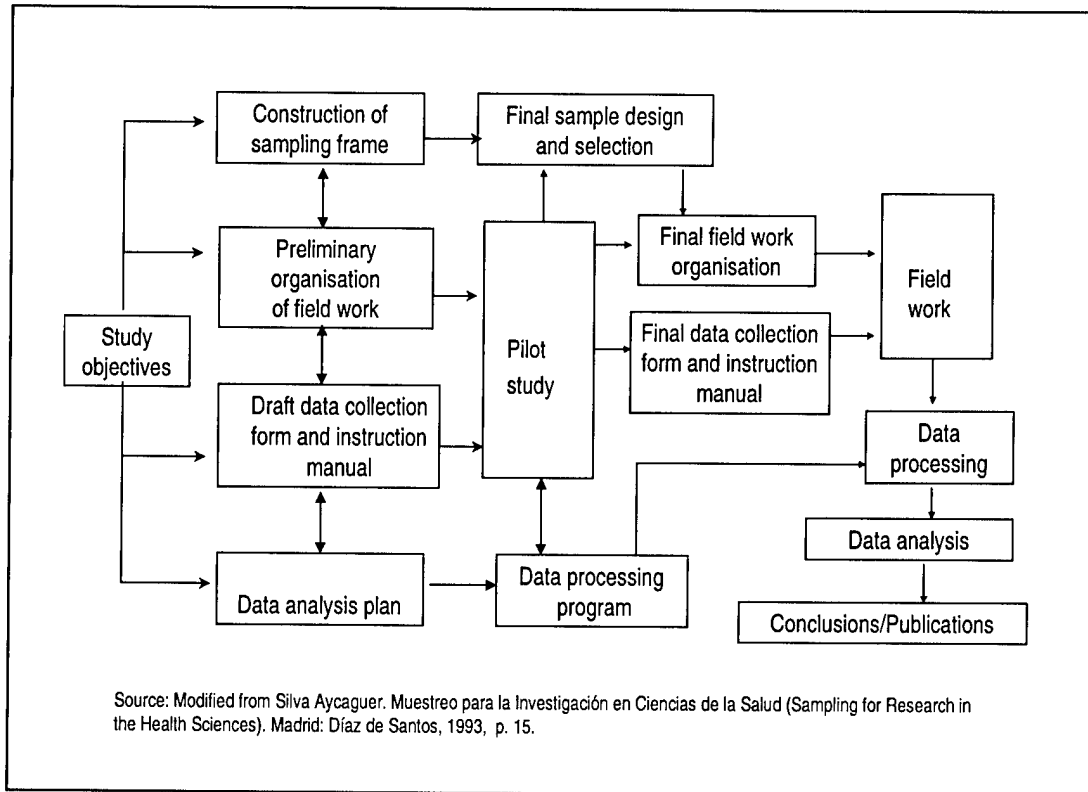 Construction of
sampling frame
Final sample design
and selection
Preliminary
organisation
of field work
Final field work
organisation
Field
work
Study
objectives
Pilot
study
Final data collection
form and instruction
manual
Draft data collection
form and instruction
manual
Data
processing
Data analysis plan
Data processing
program
Data analysis
Conclusions/Publications
Source: Modified from Silva Aycaguer. Muestreo para la Investigación en Ciencias de la Salud (Sampling for Research in
the Health Sciences). Madrid: Díaz de Santos, 1993, p. 15.